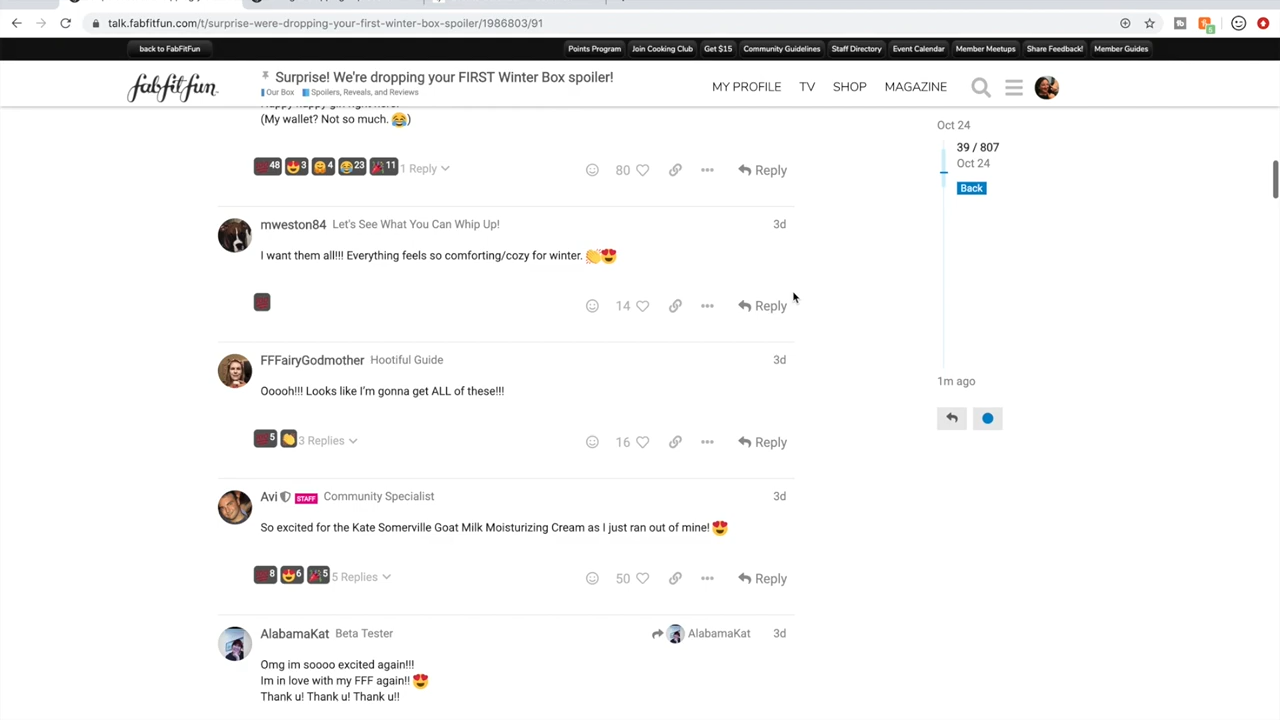 talk.fabfitfun.com/t/surprise-were-dropping-your-first-winter-box-spoiler/1986803/91
back to FabFitFun
Points Program
Join Cooking Club
Get $15
Community Guidelines
Staff Directory
Event Calendar
Member Meetups
Share Feedback!
Member Guides
fabfitfun.
Surprise! We're dropping your FIRST Winter Box spoiler!
Our Box Spoilers, Reveals, and Reviews
MY PROFILE TV SHOP MAGAZINE
(My wallet? Not so much. 😂)
48 3 4 23 11 1 Reply
80 Reply
mweston84 Let's See What You Can Whip Up! 3d
I want them all!!! Everything feels so comforting/cozy for winter. 👏😍
14 Reply
FFFairyGodmother Hootiful Guide 3d
Ooooh!!! Looks like I'm gonna get ALL of these!!!
5 3 Replies
16 Reply
Avi STAFF Community Specialist 3d
So excited for the Kate Somerville Goat Milk Moisturizing Cream as I just ran out of mine! 😍
8 6 5 5 Replies
50 Reply
AlabamaKat Beta Tester AlabamaKat 3d
Omg im soooo excited again!!!
Im in love with my FFF again!! 😍
Thank u! Thank u! Thank u!!
Oct 24
39 / 807
Oct 24
Back
1m ago